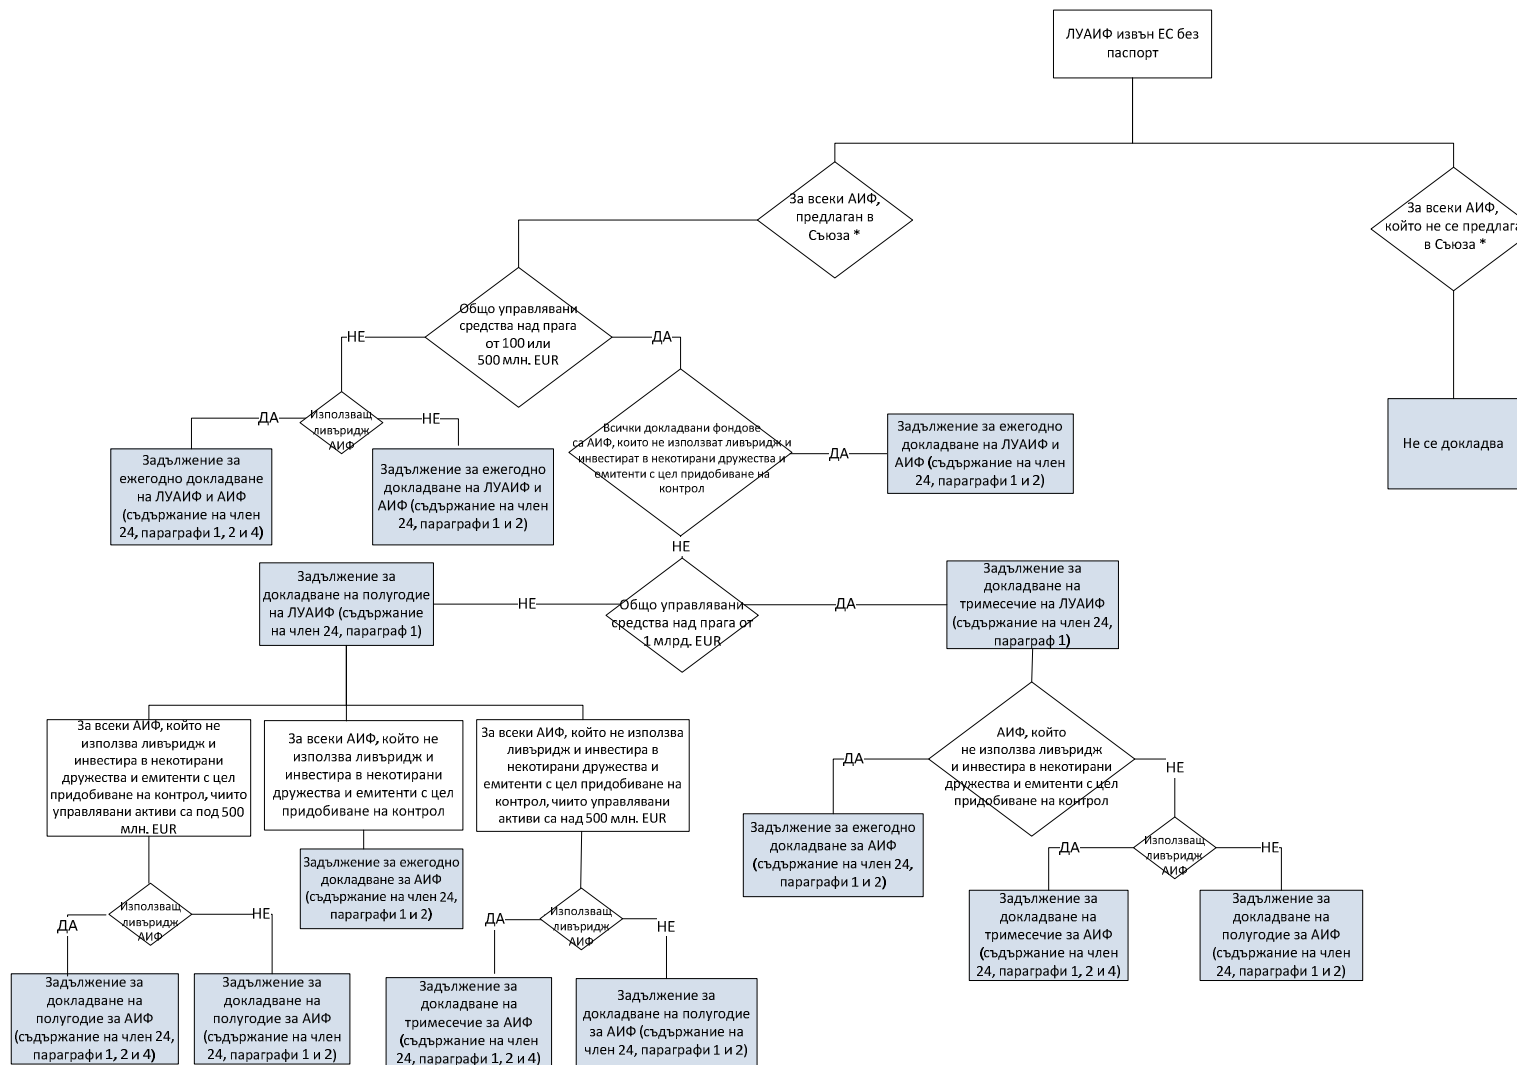 ЛУАИФ извън ЕС без
паспорт
За всеки АИФ,
предлаган в
Съюза *
За всеки АИФ,
който не се предлага
в Съюза *
Общо управлявани
средства над прага
от 100 или
500 млн. EUR
НЕ
ДА
Използващ
ливъридж
АИФ
ДА
НЕ
Задължение за
ежегодно докладване
на ЛУАИФ и АИФ
(съдържание на член
24, параграфи 1, 2 и 4)
Задължение за ежегодно
докладване на ЛУАИФ и
АИФ (съдържание на член
24, параграфи 1 и 2)
Всички докладвани фондове
са АИФ, които не използват ливъридж и
инвестират в некотирани дружества и
емитенти с цел придобиване на
контрол
ДА
Задължение за ежегодно
докладване на ЛУАИФ и
АИФ (съдържание на член
24, параграфи 1 и 2)
Не се докладва
НЕ
Задължение за
докладване на полугодие
на ЛУАИФ (съдържание
на член 24, параграф 1)
НЕ
Общо управлявани
средства над прага от
1 млрд. EUR
ДА
Задължение за
докладване на
тримесечие на ЛУАИФ
(съдържание на член 24,
параграф 1)
За всеки АИФ, който не
използва ливъридж и
инвестира в некотирани
дружества и емитенти с цел
придобиване на контрол, чиито
управлявани активи са под 500
млн. EUR
За всеки АИФ, който не
използва ливъридж и
инвестира в некотирани
дружества и емитенти с цел
придобиване на контрол
За всеки АИФ, който не използва
ливъридж и инвестира в
некотирани дружества и
емитенти с цел придобиване на
контрол, чиито управлявани
активи са над 500 млн. EUR
АИФ, който
не използва ливъридж
и инвестира в некотирани
дружества и емитенти с цел
придобиване на контрол
ДА
НЕ
Задължение за ежегодно
докладване за АИФ
(съдържание на член 24,
параграфи 1 и 2)
Използващ
ливъридж
АИФ
ДА
НЕ
Задължение за ежегодно
докладване за АИФ
(съдържание на член 24,
параграфи 1 и 2)
Задължение за
докладване на
тримесечие за АИФ
(съдържание на член
24, параграфи 1, 2 и 4)
Задължение за
докладване на
полугодие за АИФ
(съдържание на член
24, параграфи 1 и 2)
Използващ
ливъридж
АИФ
ДА
НЕ
Използващ
ливъридж
АИФ
ДА
НЕ
Задължение за
докладване на
полугодие за АИФ
(съдържание на член 24,
параграфи 1, 2 и 4)
Задължение за
докладване на
полугодие за АИФ
(съдържание на член
24, параграфи 1 и 2)
Задължение за
докладване на
тримесечие за АИФ
(съдържание на член
24, параграфи 1, 2 и 4)
Задължение за
докладване на полугодие
за АИФ (съдържание на
член 24, параграфи 1 и 2)